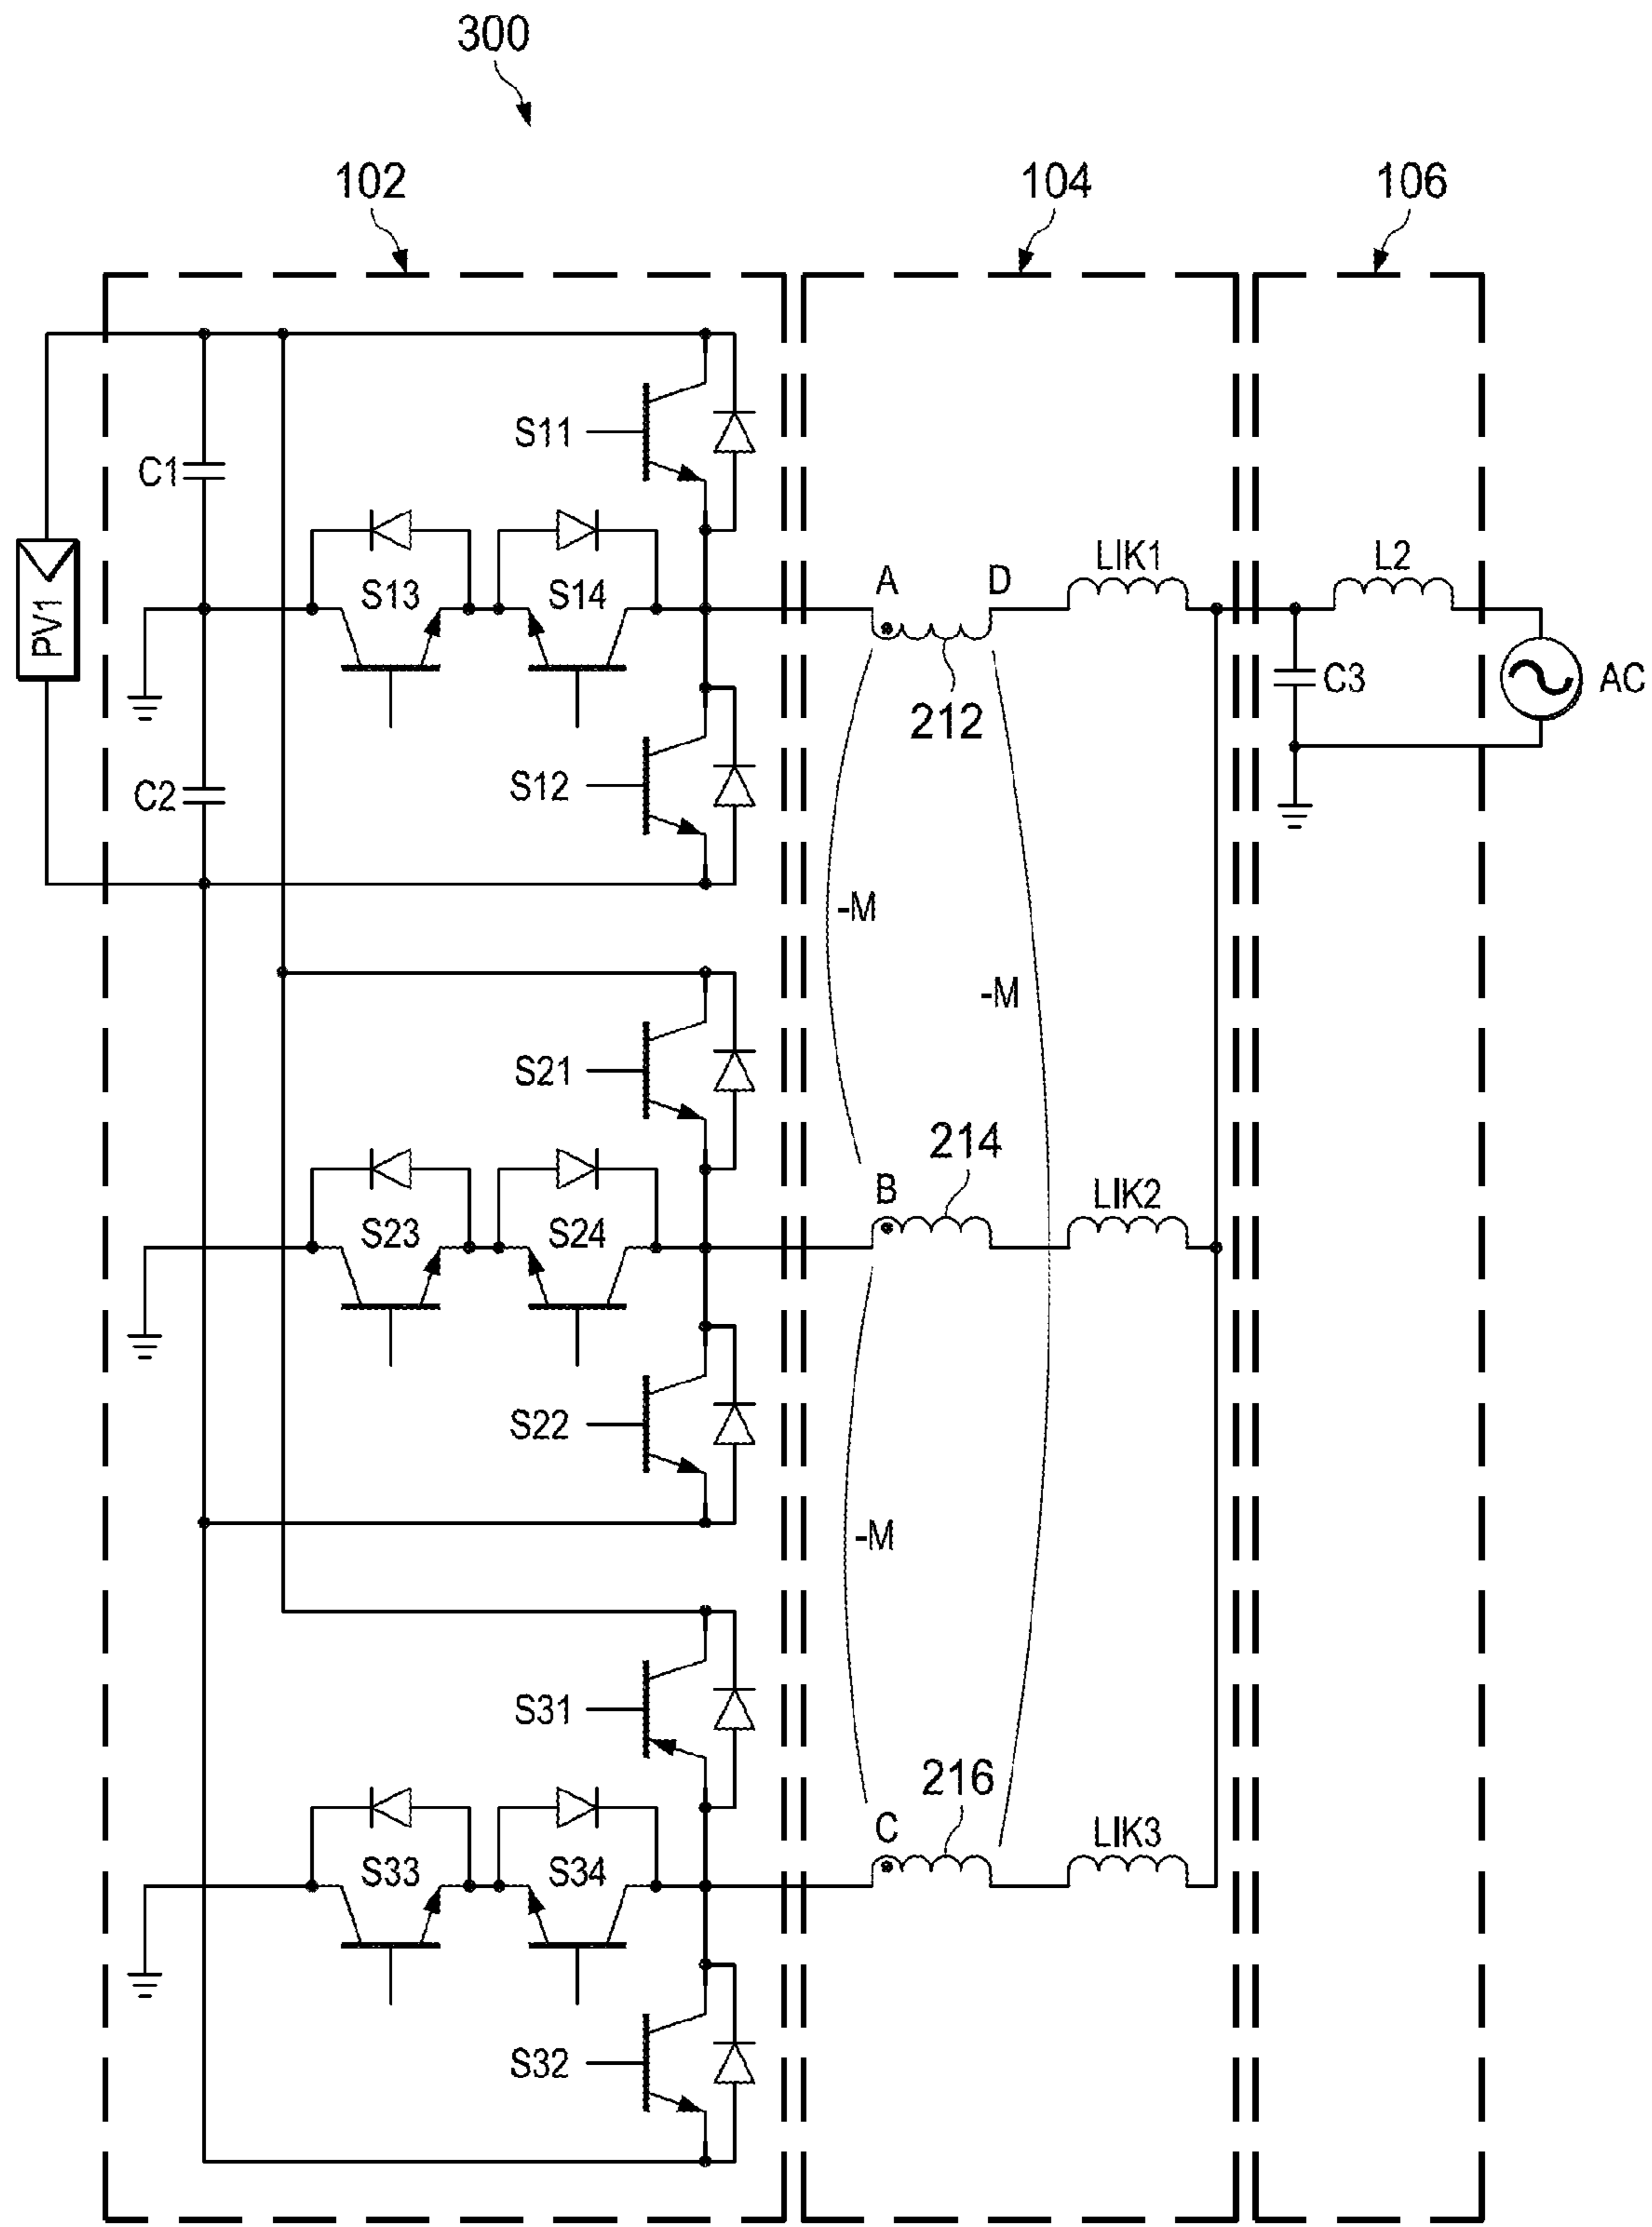 300
102
104
106
S11
C1
S13
S14
A
D
LIK1
L2
PV1
C3
AC
212
S12
C2
-M
-M
S21
214
B
LIK2
S23
S24
S22
-M
S31
216
C
LIK3
S33
S34
S32